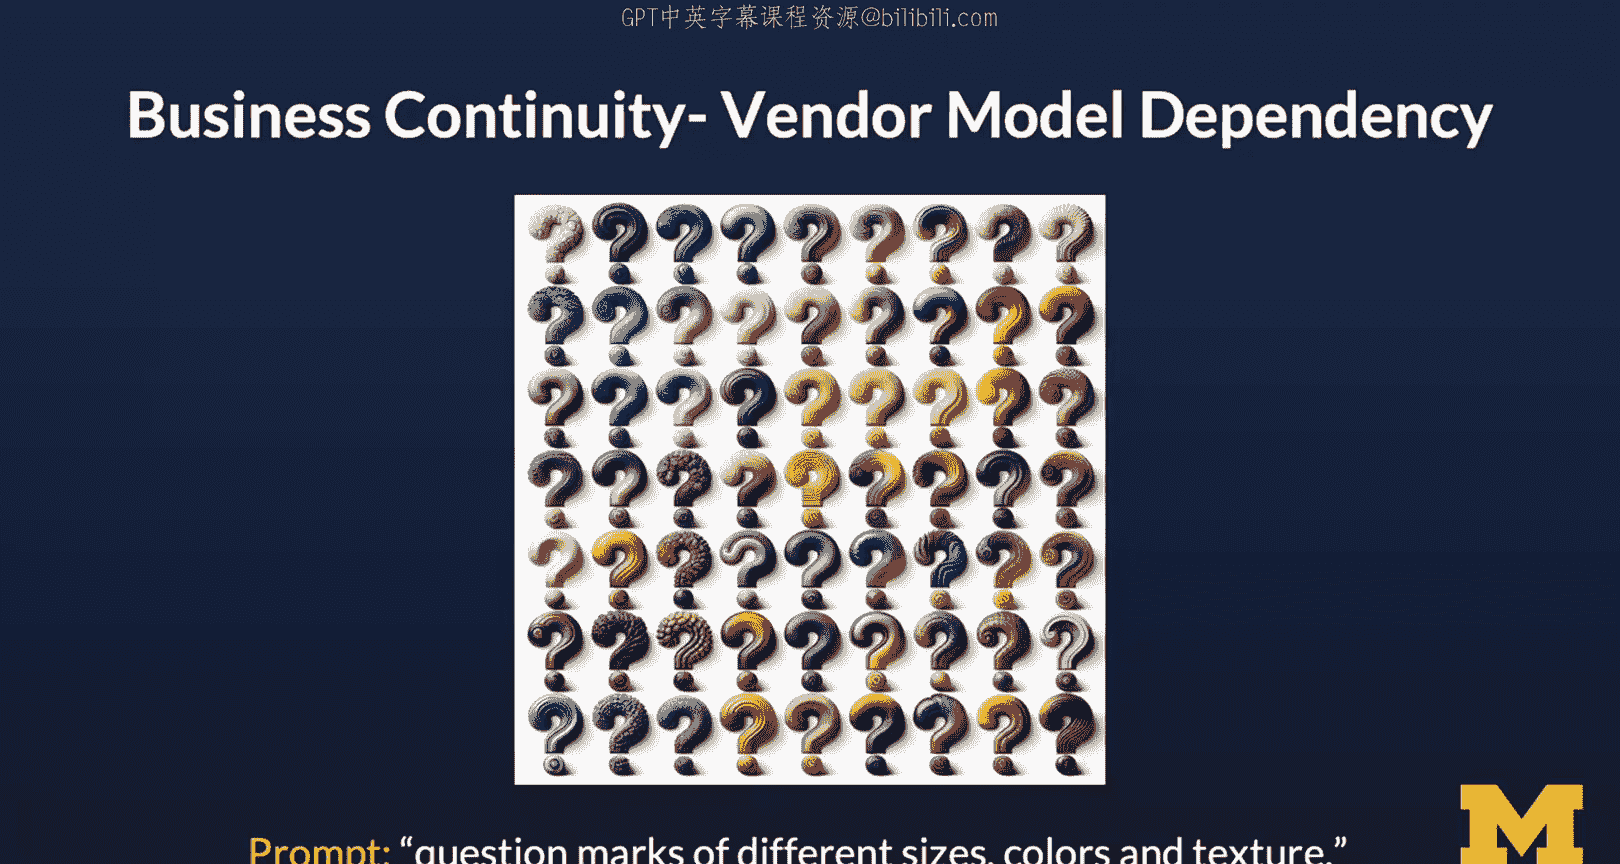 GPT中英字幕课程资源@bilibili.com
Business Continuity- Vendor Model Dependency
Prompt: “question marks of different sizes, colors and texture.”
M